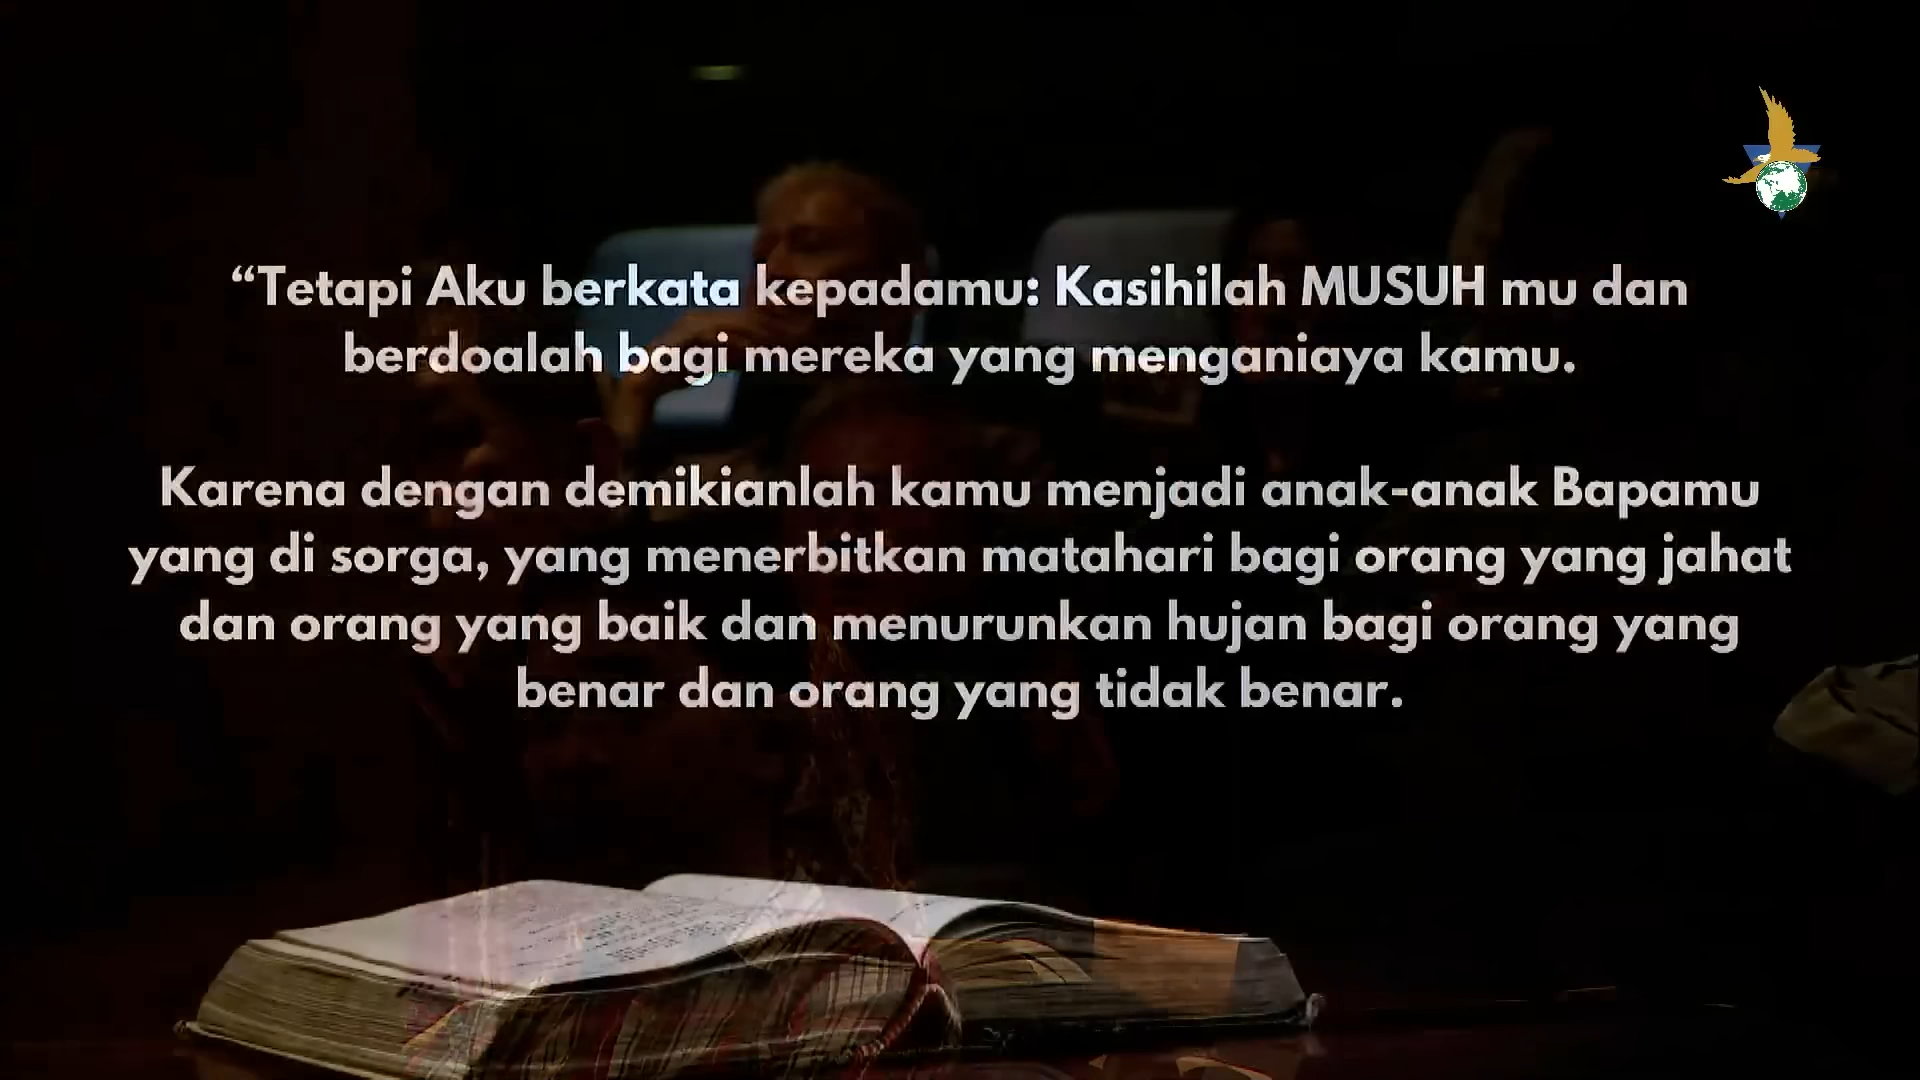 “Tetapi Aku berkata kepadamu: Kasihilah MUSUH mu dan
berdoalah bagi mereka yang menganiaya kamu.
Karena dengan demikianlah kamu menjadi anak-anak Bapamu
yang di sorga, yang menerbitkan matahari bagi orang yang jahat
dan orang yang baik dan menurunkan hujan bagi orang yang
benar dan orang yang tidak benar.